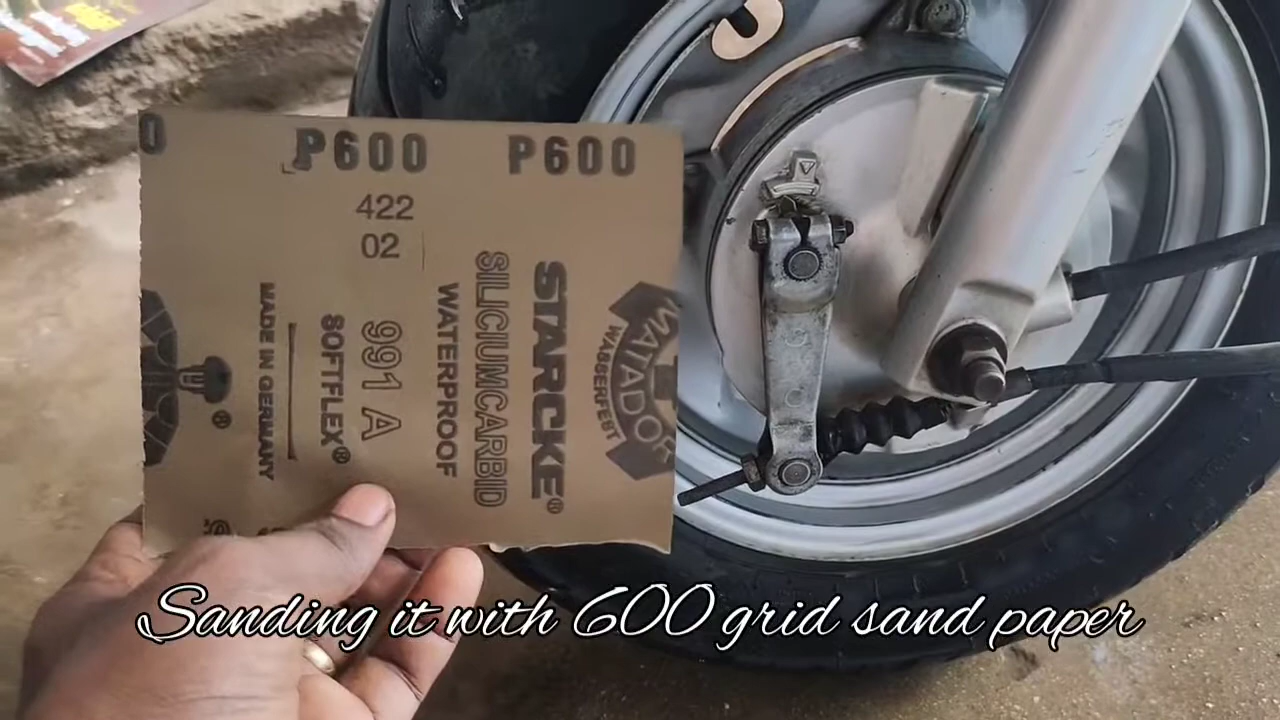 0 P600 P600
422
02
MATADOR
WASSERFEST
STARCKE®
SILICIUMCARBID
WATERPROOF
991 A
SOFTFLEX®
MADE IN GERMANY
®
Sanding it with 600 grid sand paper